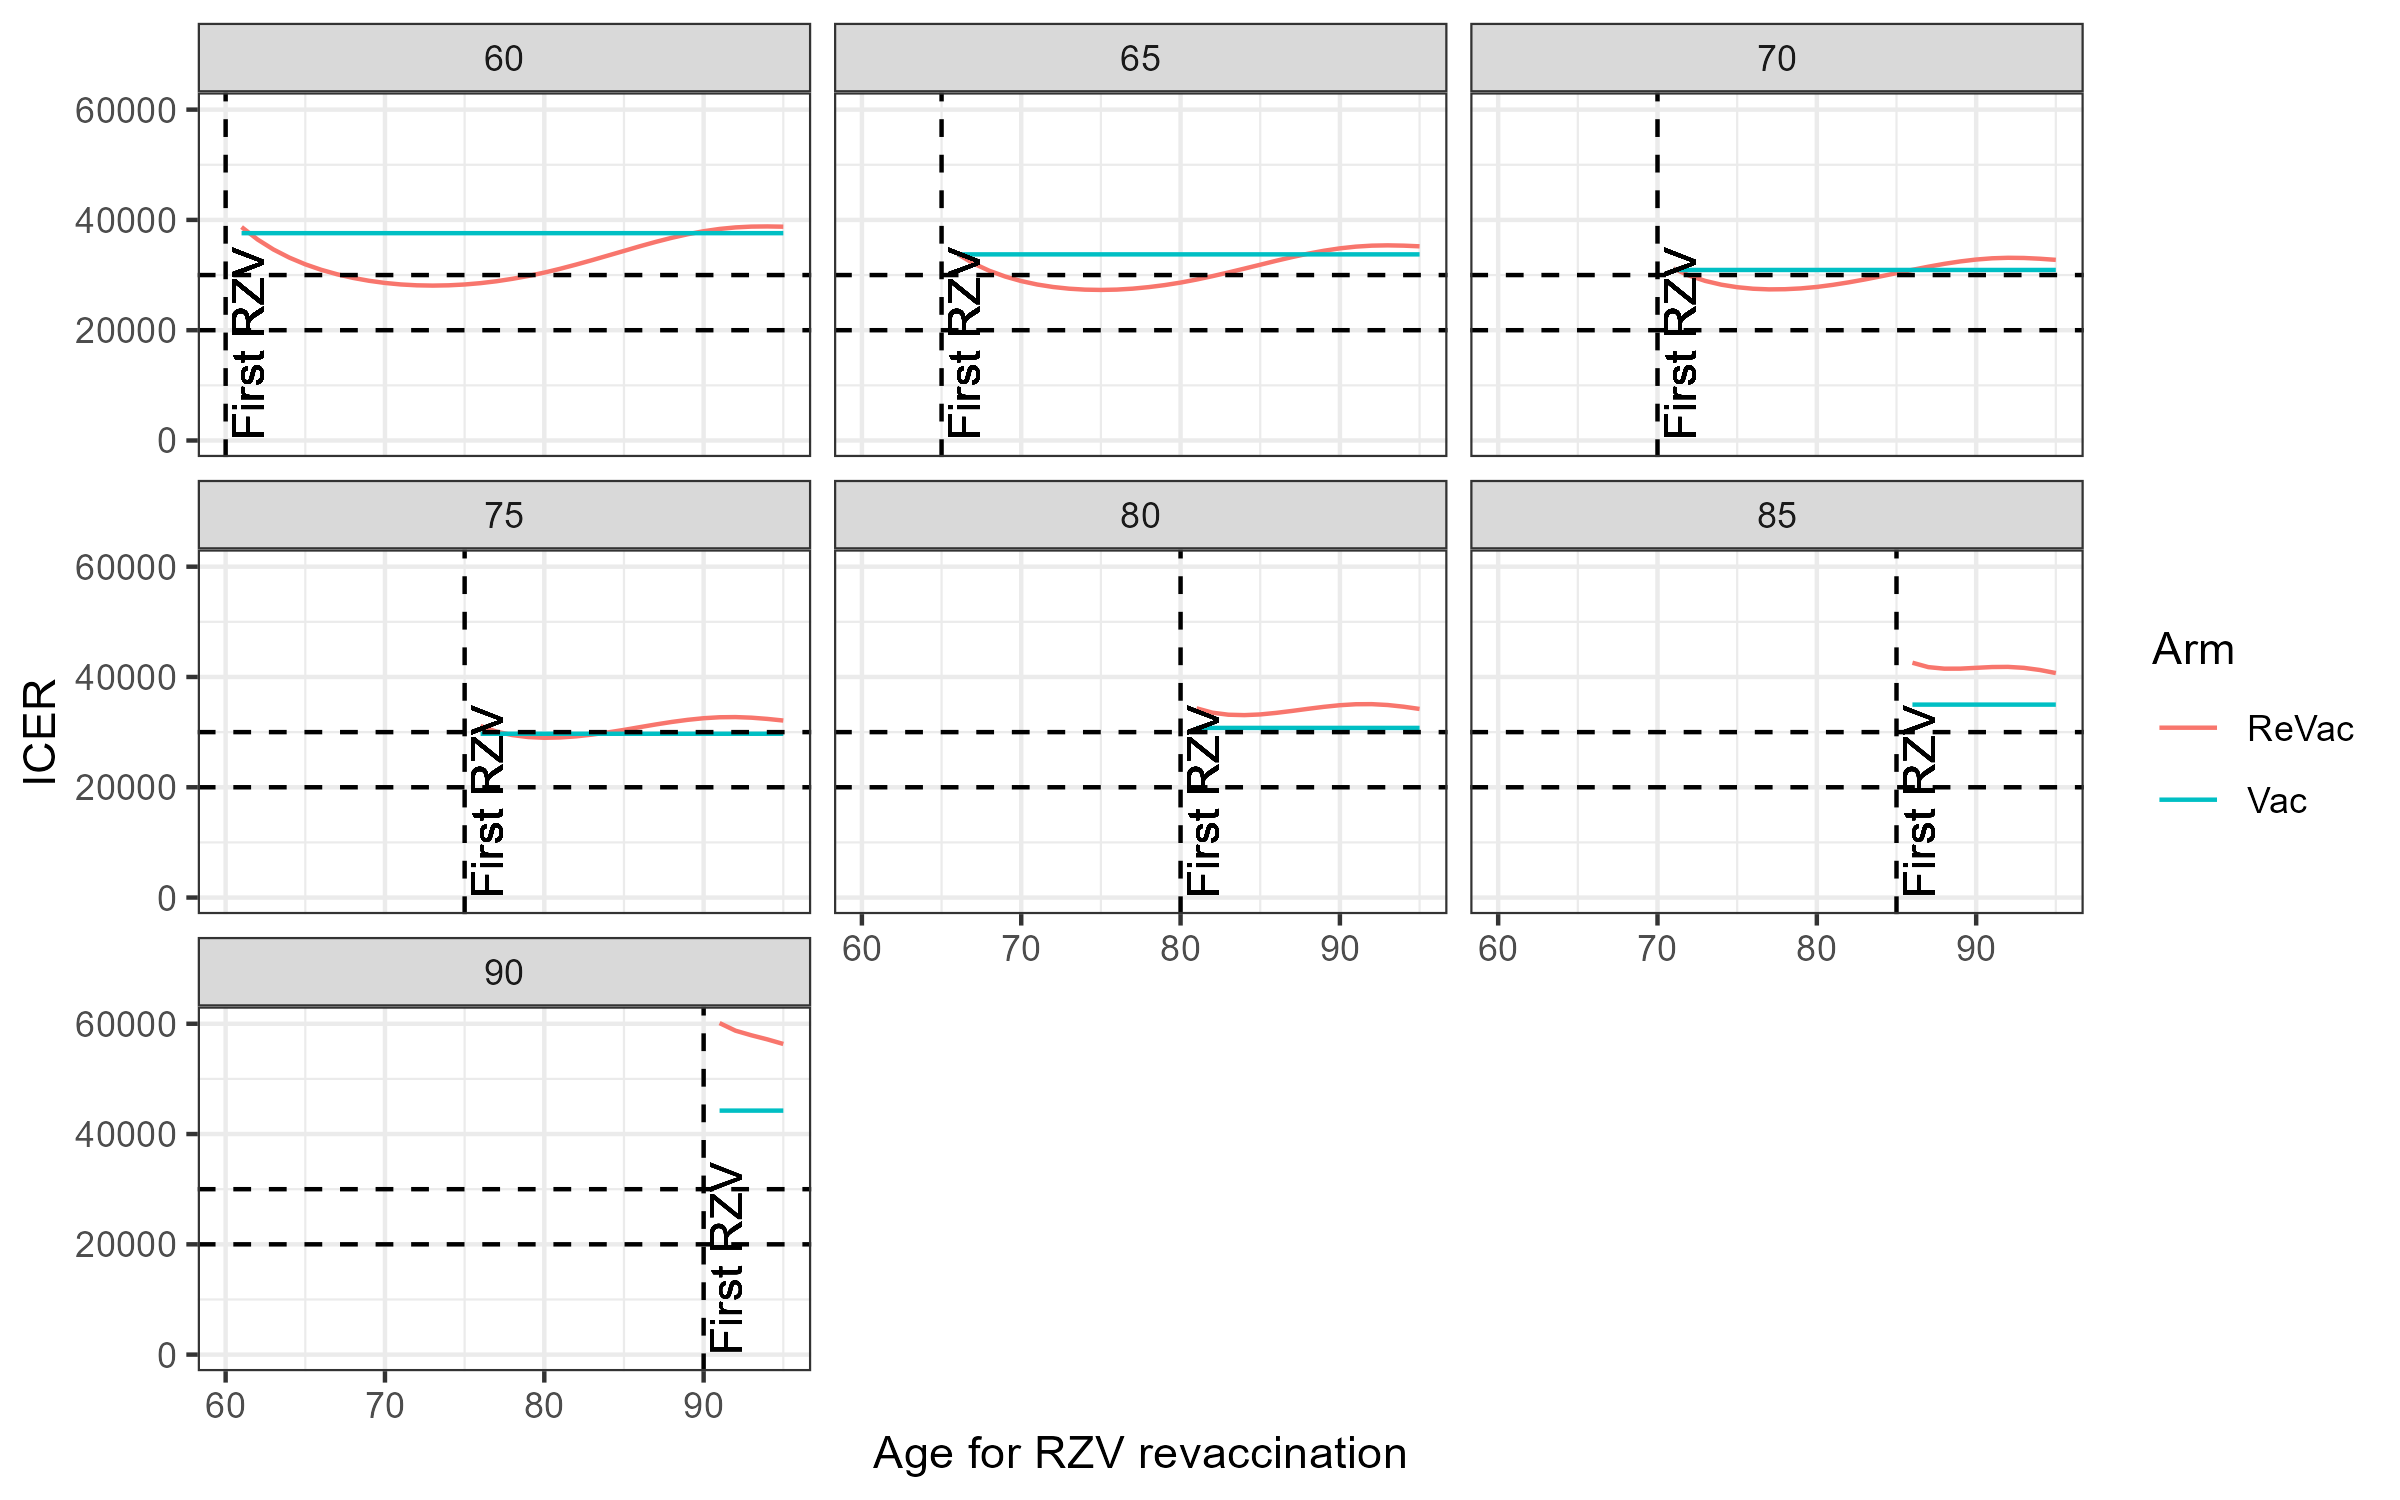 60 65 70
60000
40000
20000
0
First RZV First RZV First RZV
75 80 85
60000
40000
20000
0
First RZV First RZV First RZV
60 70 80 90 60 70 80 90
90
60000
40000
20000
0
First RZV
60 70 80 90
Age for RZV revaccination
ICER
Arm
ReVac
Vac